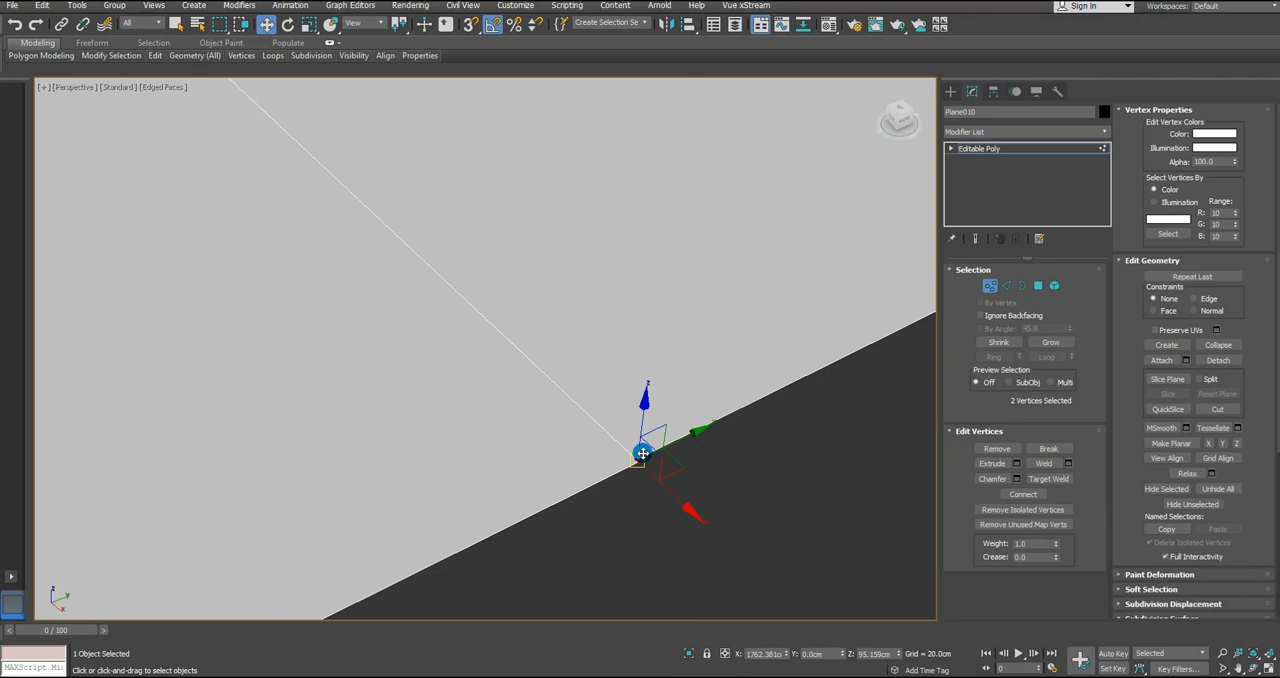 File Edit Tools Group Views Create Modifiers Animation Graph Editors Rendering Civil View Customize Scripting Content Arnold Help Vue xStream Sign In Workspaces: Default
All View Create Selection Se
Modeling Freeform Selection Object Paint Populate
Polygon Modeling Modify Selection Edit Geometry (All) Vertices Loops Subdivision Visibility Align Properties
[+] [Perspective] [Standard] [Edged Faces]
Plane010
Modifier List
Editable Poly
Selection
By Vertex
Ignore Backfacing
By Angle: 45.0
Shrink Grow
Ring Loop
Preview Selection
Off SubObj Multi
2 Vertices Selected
Edit Vertices
Remove Break
Extrude Weld
Chamfer Target Weld
Connect
Remove Isolated Vertices
Remove Unused Map Verts
Weight: 1.0
Crease: 0.0
Vertex Properties
Edit Vertex Colors
Color:
Illumination:
Alpha: 100.0
Select Vertices By
Color
Illumination Range:
R: 10
G: 10
Select B: 10
Edit Geometry
Repeat Last
Constraints
None Edge
Face Normal
Preserve UVs
Create Collapse
Attach Detach
Slice Plane Split
Slice Reset Plane
QuickSlice Cut
MSmooth Tessellate
Make Planar X Y Z
View Align Grid Align
Relax
Hide Selected Unhide All
Hide Unselected
Named Selections:
Copy Paste
Delete Isolated Vertices
Full Interactivity
Paint Deformation
Soft Selection
Subdivision Displacement
z
y
x
z
< 0 / 100 >
1 Object Selected
X: 1762.381c Y: 0.0cm Z: 95.159cm Grid = 20.0cm
MAXScript Mi
Click or click-and-drag to select objects
Add Time Tag
Auto Key Selected
0 Set Key Key Filters...